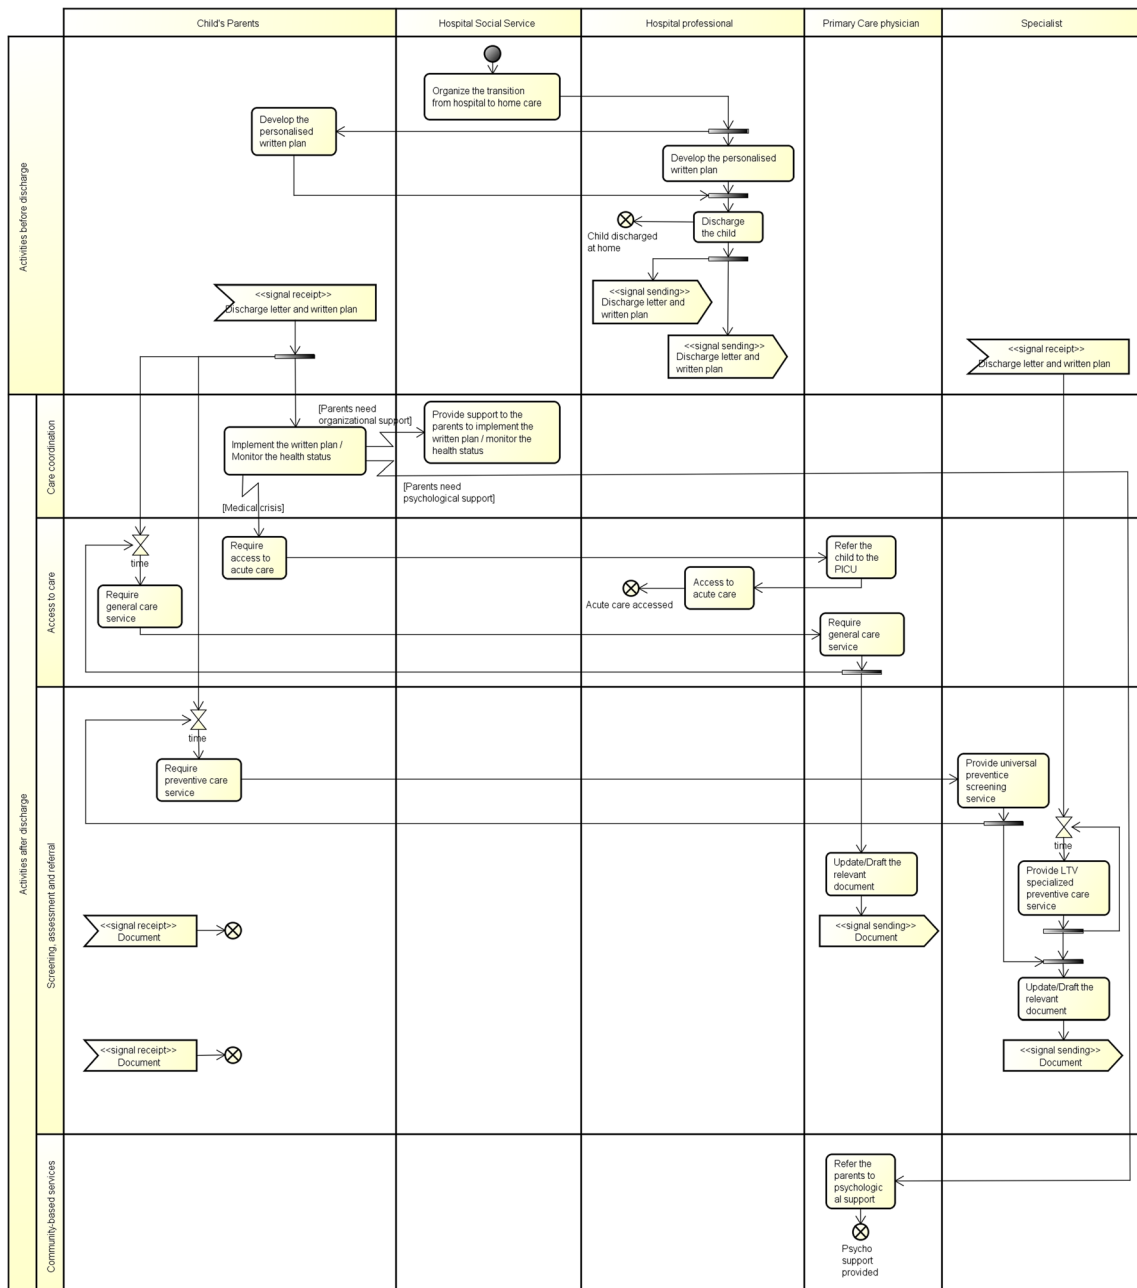 Child's Parents
Hospital Social Service
Hospital professional
Primary Care physician
Specialist
Activities before discharge
Organize the transition
from hospital to home care
Develop the
personalised
written plan
Develop the personalised
written plan
Discharge
the child
Child discharged
at home
<<signal receipt>>
Discharge letter and written plan
<<signal sending>>
Discharge letter and
written plan
<<signal sending>>
Discharge letter and
written plan
<<signal receipt>>
Discharge letter and written plan
Activities after discharge
Care coordination
[Parents need
organizational support]
Implement the written plan /
Monitor the health status
Provide support to the
parents to implement the
written plan / monitor the
health status
[Parents need
psychological support]
[Medical crisis]
Access to care
time
Require
general care
service
Require
access to
acute care
Acute care accessed
Access to
acute care
Refer the
child to the
PICU
Require
general care
service
Screening, assessment and referral
time
Require
preventive care
service
Provide universal
preventice
screening
service
time
Provide LTV
specialized
preventive care
service
Update/Draft the
relevant
document
<<signal receipt>>
Document
<<signal sending>>
Document
Update/Draft the
relevant
document
<<signal receipt>>
Document
<<signal sending>>
Document
Community-based services
Refer the
parents to
psychologic
al support
Psycho
support
provided